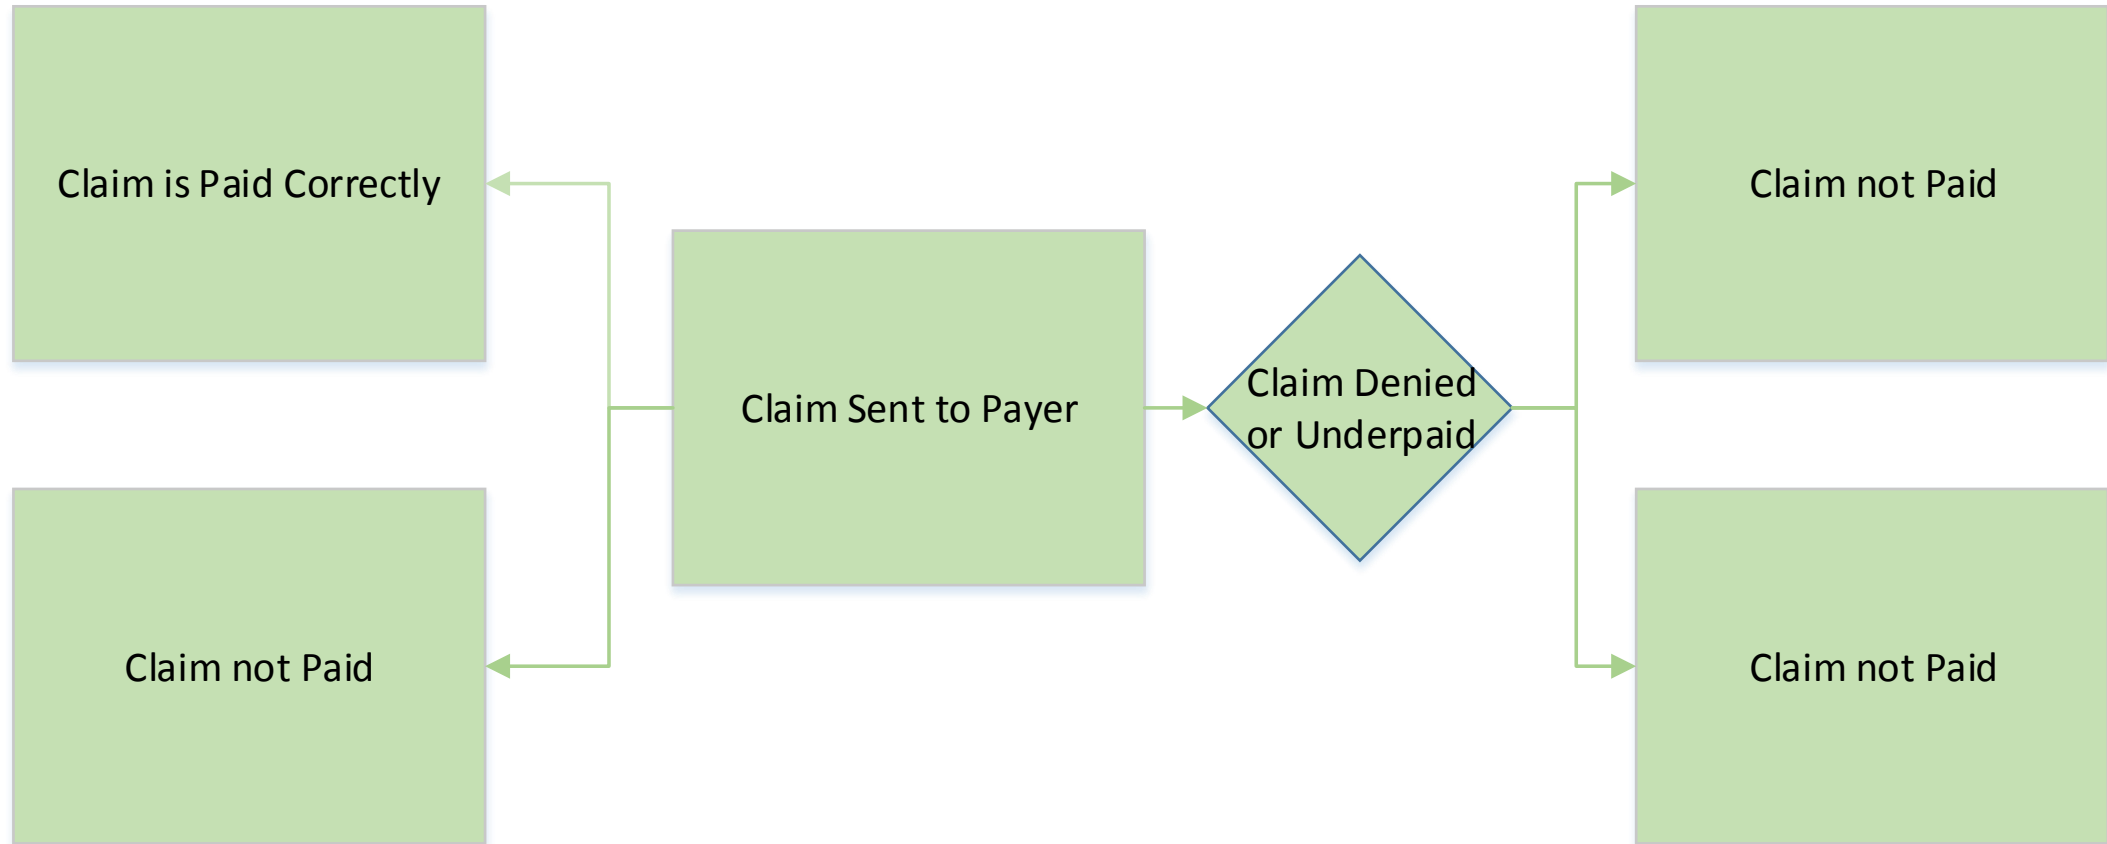 Claim is Paid Correctly
Claim not Paid
Claim Sent to Payer
Claim Denied
or Underpaid
Claim not Paid
Claim not Paid